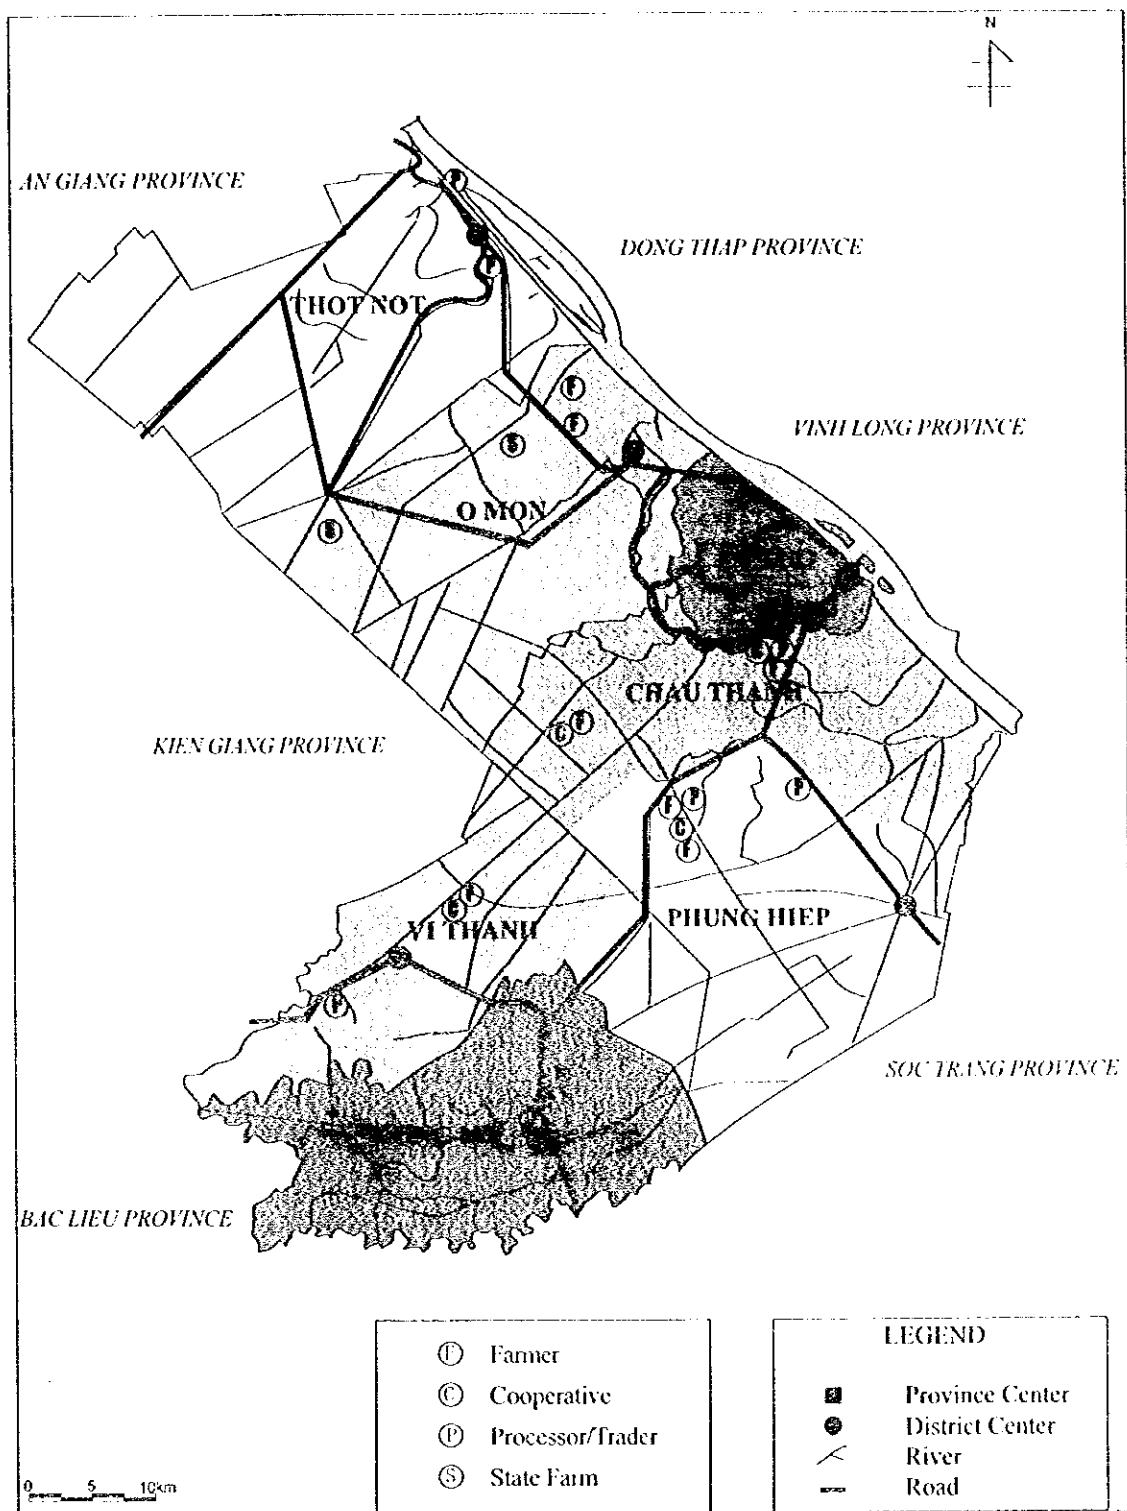 N
AN GIANG PROVINCE
P
DONG THAP PROVINCE
THOT NOT
F
F
VINH LONG PROVINCE
S
O MON
S
CHAU THANH
F
C
KIEN GIANG PROVINCE
P
F
P
C
F
F
C
VI THANH
PHUNG HIEP
F
SOC TRANG PROVINCE
BAC LIEU PROVINCE
F Farmer
C Cooperative
P Processor/Trader
S State Farm
LEGEND
Province Center
District Center
River
Road
0 5 10km